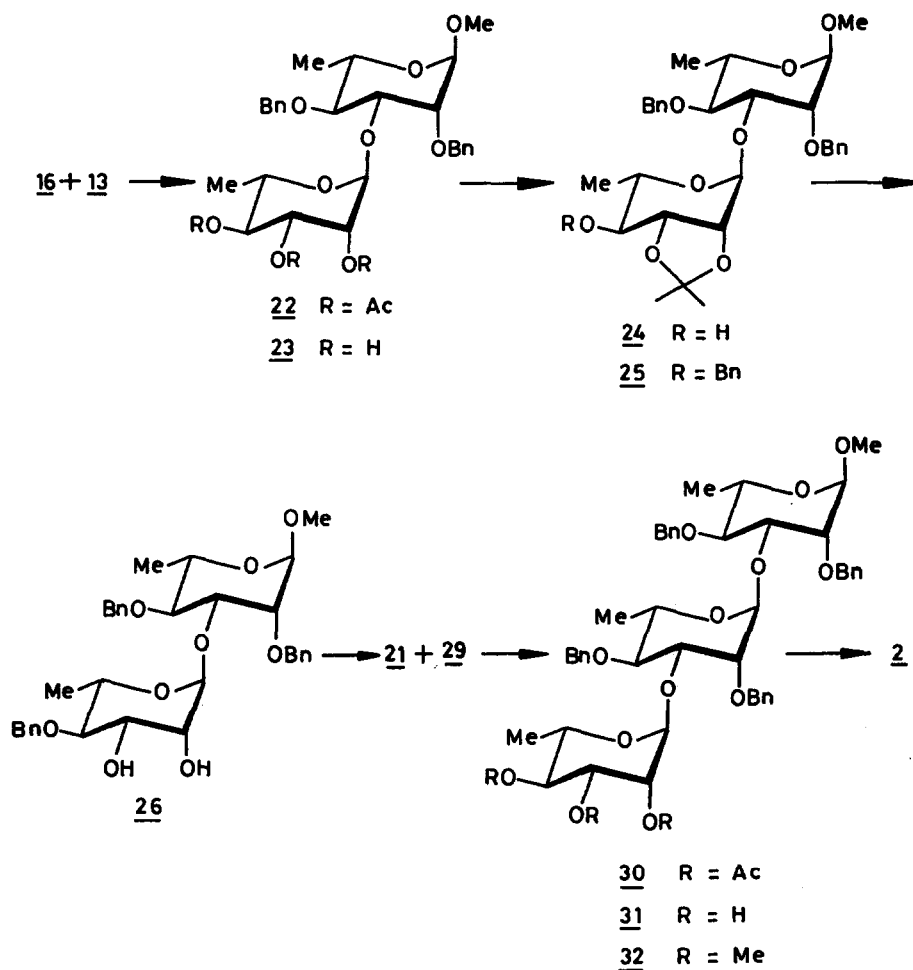 OMe OMe
Me O Me O
BnO BnO
O OBn O OBn
16 + 13 Me O Me O
RO RO
OR OR O O
22 R = Ac
23 R = H
24 R = H
25 R = Bn
OMe
Me O
BnO
O OBn
Me O
BnO
OH OH
26
21 + 29
OMe
Me O
BnO
O OBn
Me O
BnO
O OBn
Me O
RO
OR OR
2
30 R = Ac
31 R = H
32 R = Me